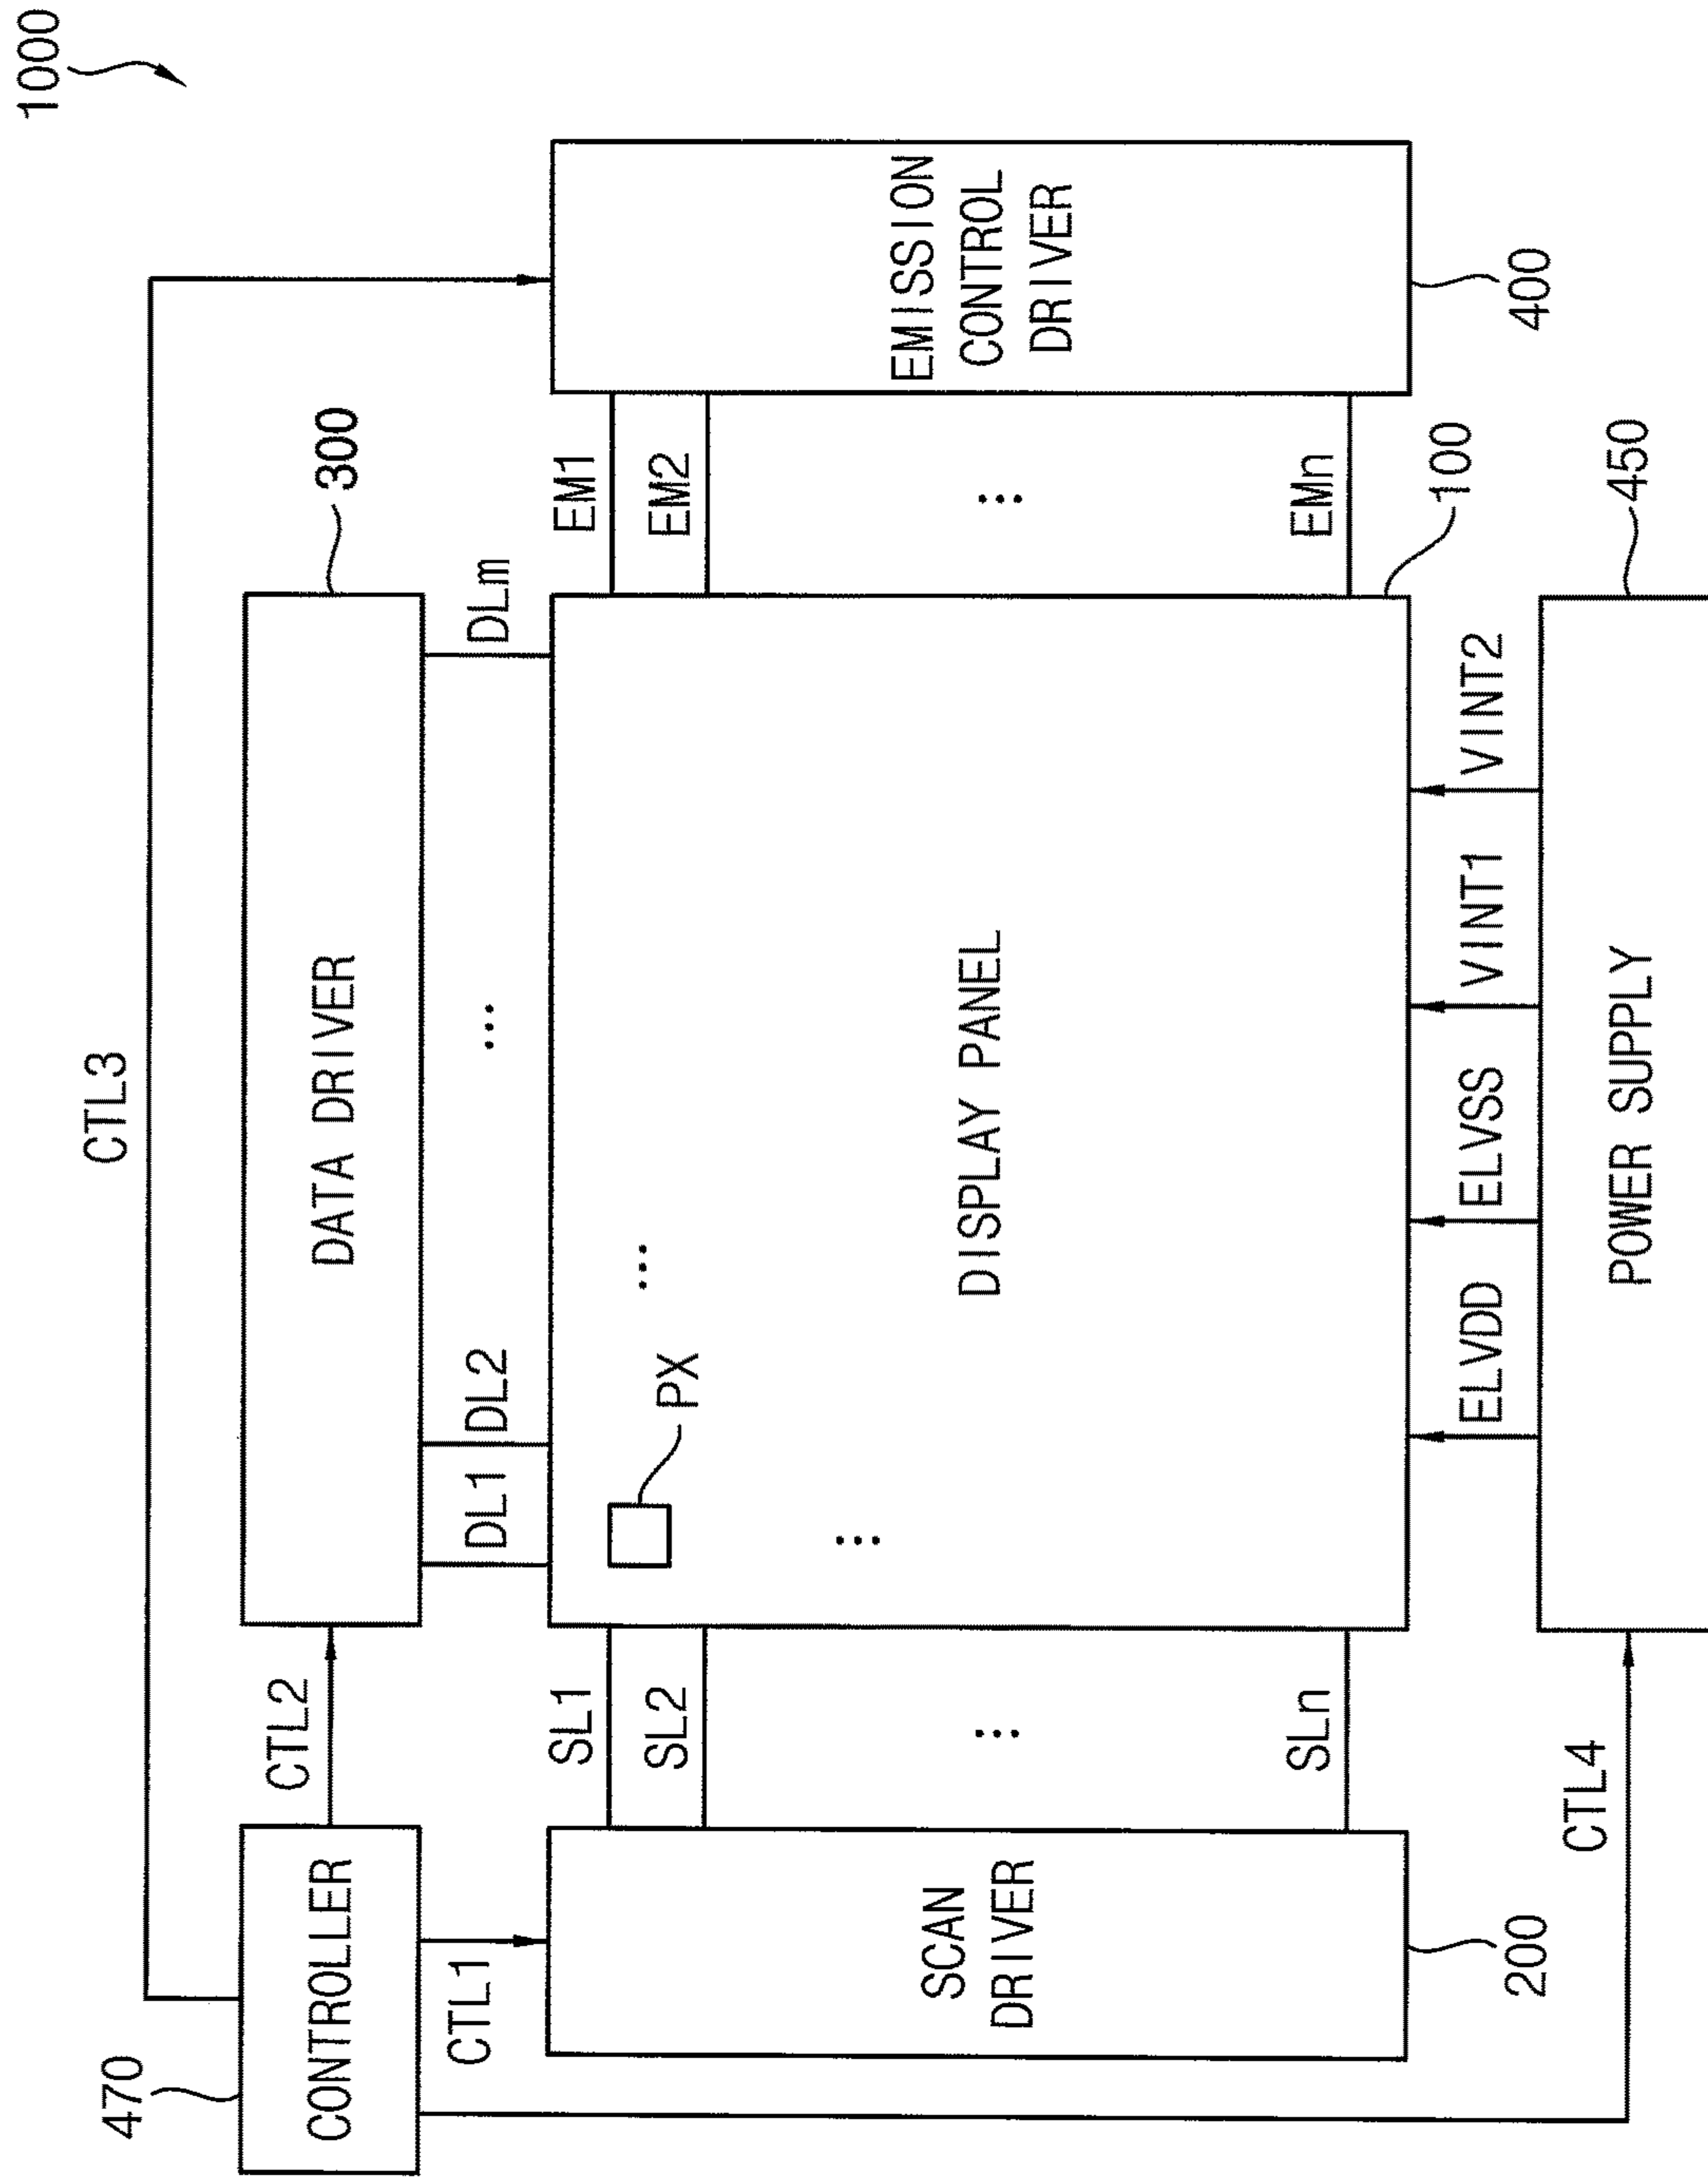 1000
CTL3
470
CONTROLLER
CTL2
DATA DRIVER
300
CTL1
DL1
DL2
...
DLm
SCAN
DRIVER
200
SL1
SL2
...
SLn
PX
...
...
DISPLAY PANEL
100
EM1
EM2
...
EMn
EMISSION
CONTROL
DRIVER
400
CTL4
ELVDD
ELVSS
VINT1
VINT2
POWER SUPPLY
450